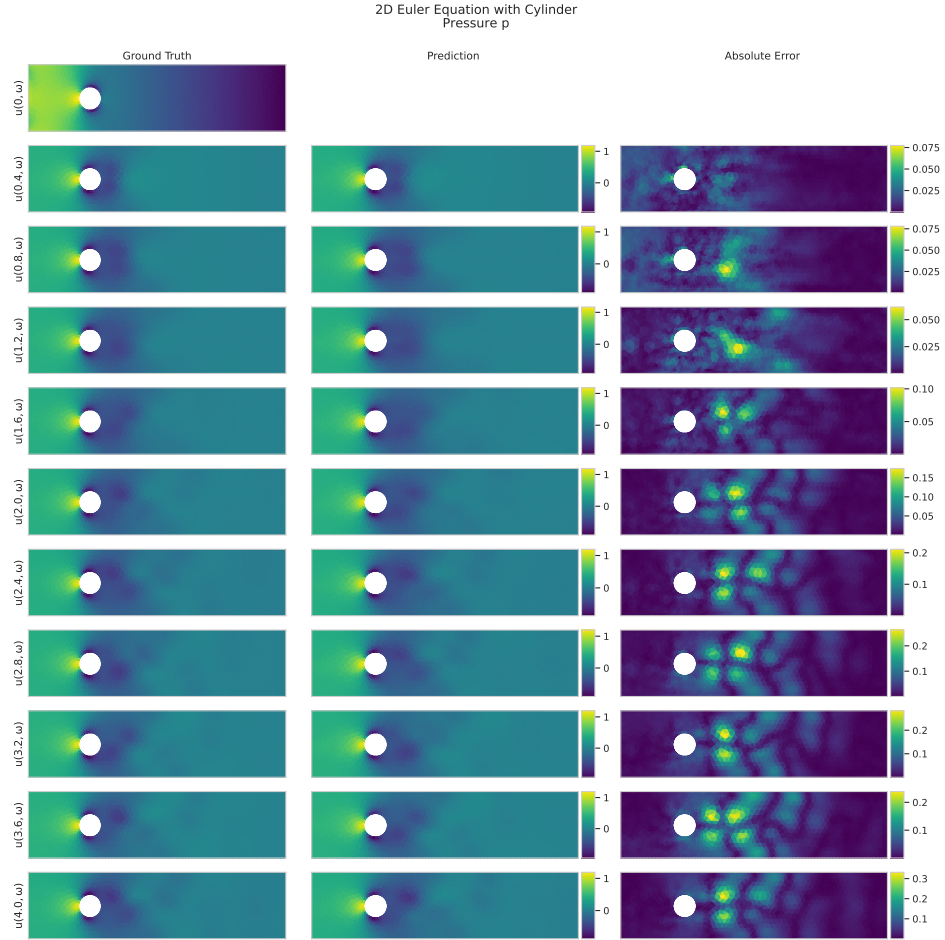 2D Euler Equation with Cylinder
Pressure p
Ground Truth Prediction Absolute Error
u(0, ω)
u(0.4, ω) 1 0 0.075 0.050 0.025
u(0.8, ω) 1 0 0.075 0.050 0.025
u(1.2, ω) 1 0 0.050 0.025
u(1.6, ω) 1 0 0.10 0.05
u(2.0, ω) 1 0 0.15 0.10 0.05
u(2.4, ω) 1 0 0.2 0.1
u(2.8, ω) 1 0 0.2 0.1
u(3.2, ω) 1 0 0.2 0.1
u(3.6, ω) 1 0 0.2 0.1
u(4.0, ω) 1 0 0.3 0.2 0.1